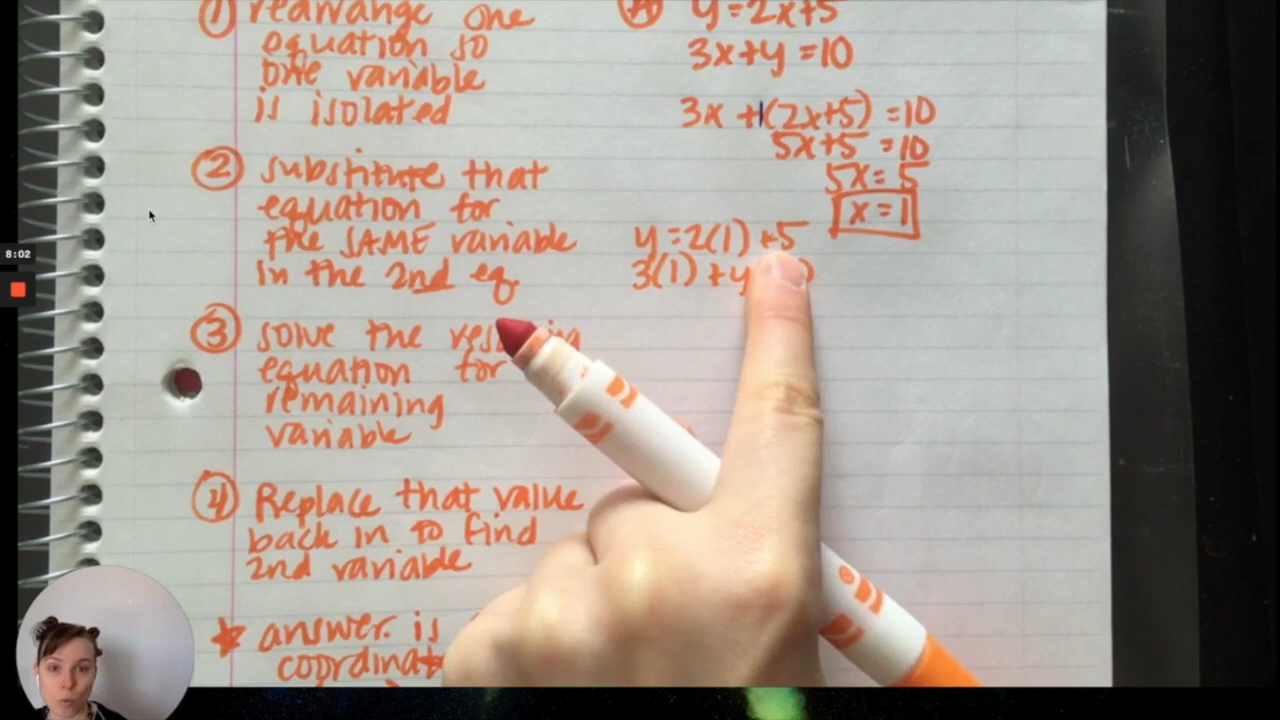 ① rearrange one
equation so
one variable
is isolated
② substitute that
equation for
the SAME variable
in the 2nd eq
③ solve the
equation for
remaining
variable
④ Replace that value
back in to find
2nd variable
★ answer is
y=2x+5
3x+y=10
3x+1(2x+5)=10
5x+5=10
5x=5
x=1
y=2(1)+5
3(1)+y
8:02